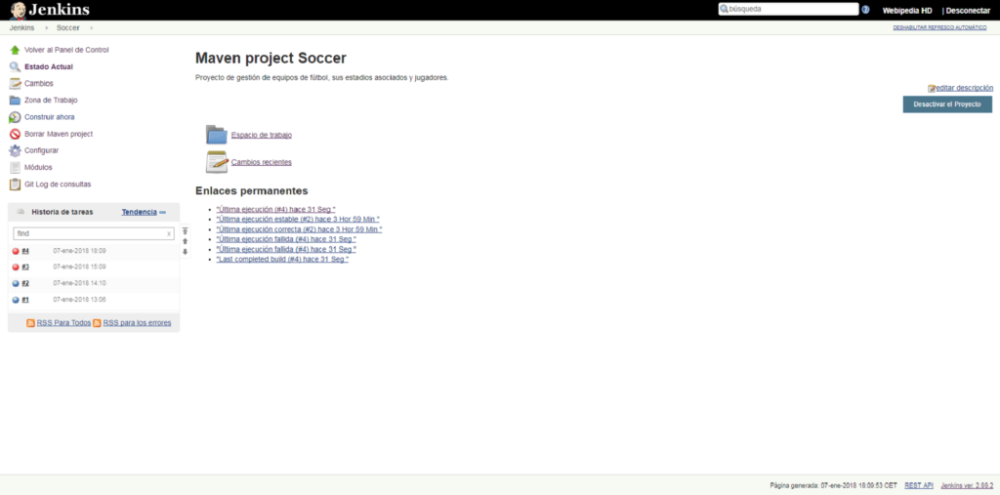 Jenkins
búsqueda
Webipedia HD | Desconectar
Jenkins Soccer
DESHABILITAR REFRESCO AUTOMÁTICO
Volver al Panel de Control
Estado Actual
Cambios
Zona de Trabajo
Construir ahora
Borrar Maven project
Configurar
Módulos
Git Log de consultas
Historia de tareas Tendencia
find x
#4 07-ene-2018 18:09
#3 07-ene-2018 15:09
#2 07-ene-2018 14:10
#1 07-ene-2018 13:06
RSS Para Todos RSS para los errores
Maven project Soccer
Proyecto de gestión de equipos de fútbol, sus estadios asociados y jugadores.
editar descripción
Desactivar el Proyecto
Espacio de trabajo
Cambios recientes
Enlaces permanentes
"Última ejecución (#4) hace 31 Seg "
"Última ejecución estable (#2) hace 3 Hor 59 Min "
"Última ejecución correcta (#2) hace 3 Hor 59 Min "
"Última ejecución fallida (#4) hace 31 Seg "
"Última ejecución fallida (#4) hace 31 Seg "
"Last completed build (#4) hace 31 Seg "
Página generada: 07-ene-2018 18:09:53 CET REST API Jenkins ver. 2.89.2